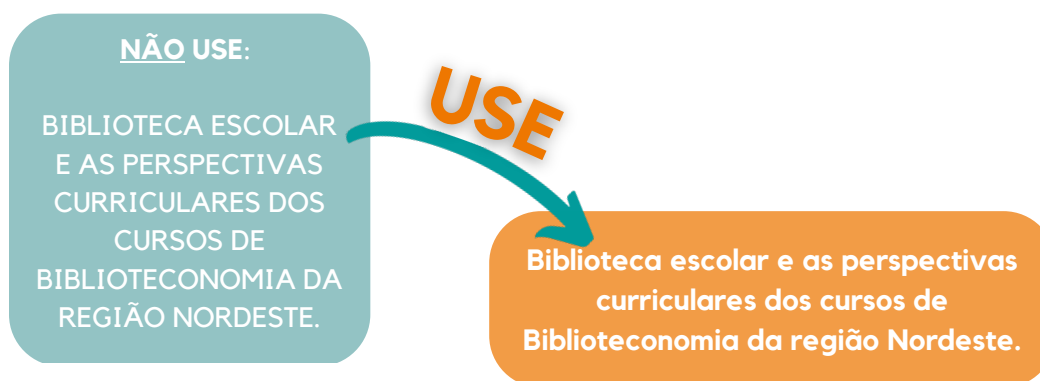 NÃO USE:
BIBLIOTECA ESCOLAR
E AS PERSPECTIVAS
CURRICULARES DOS
CURSOS DE
BIBLIOTECONOMIA DA
REGIÃO NORDESTE.
USE
Biblioteca escolar e as perspectivas
curriculares dos cursos de
Biblioteconomia da região Nordeste.